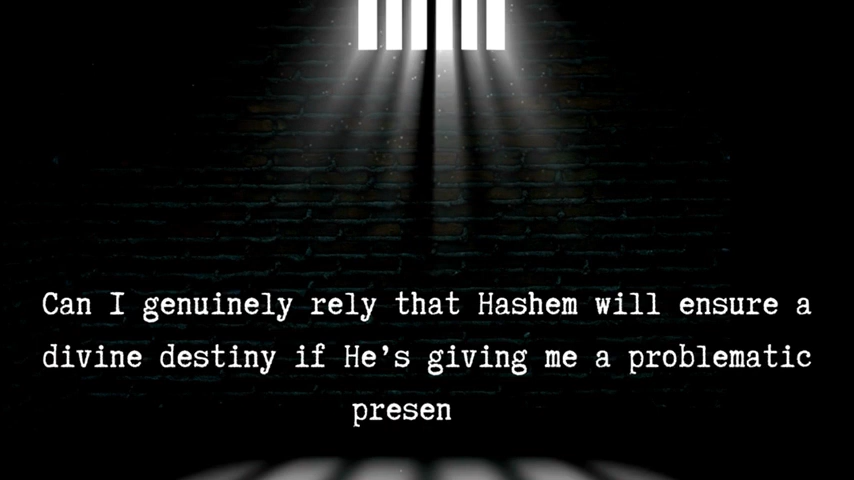 Can I genuinely rely that Hashem will ensure a
divine destiny if He's giving me a problematic
presen